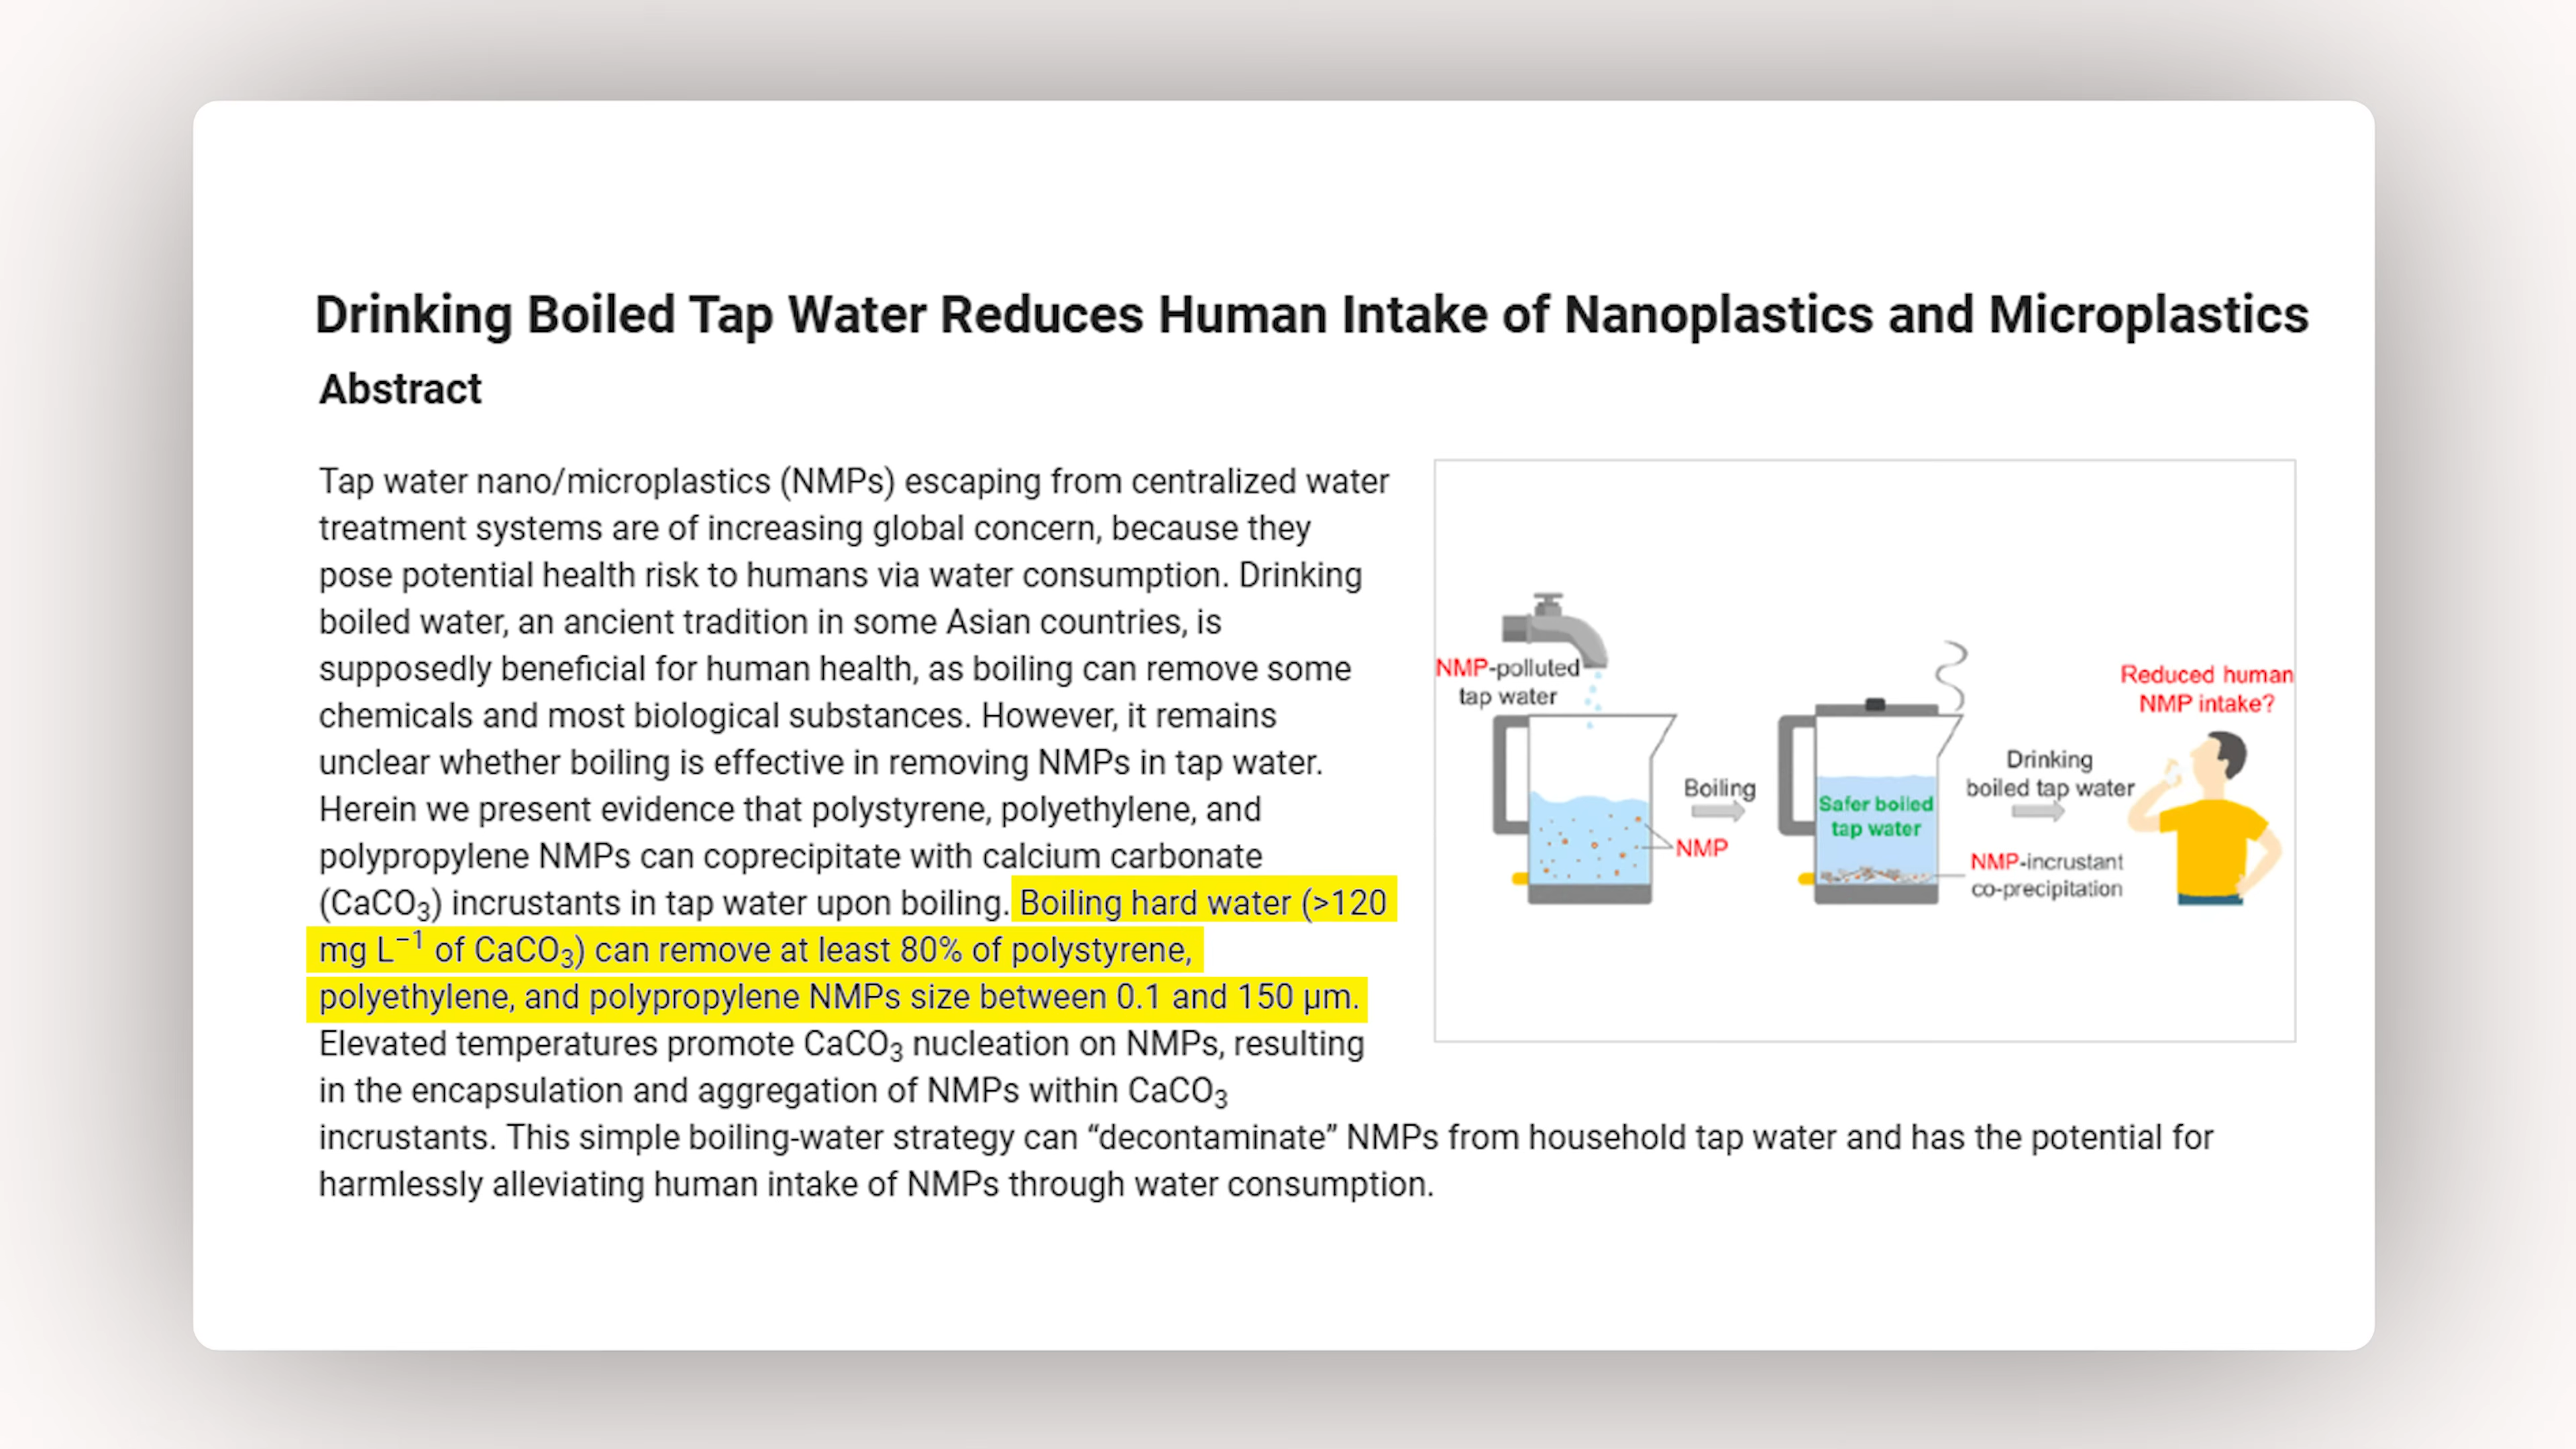 Drinking Boiled Tap Water Reduces Human Intake of Nanoplastics and Microplastics
Abstract
Tap water nano/microplastics (NMPs) escaping from centralized water
treatment systems are of increasing global concern, because they
pose potential health risk to humans via water consumption. Drinking
boiled water, an ancient tradition in some Asian countries, is
supposedly beneficial for human health, as boiling can remove some
chemicals and most biological substances. However, it remains
unclear whether boiling is effective in removing NMPs in tap water.
Herein we present evidence that polystyrene, polyethylene, and
polypropylene NMPs can coprecipitate with calcium carbonate
(CaCO₃) incrustants in tap water upon boiling. Boiling hard water (>120
mg L⁻¹ of CaCO₃) can remove at least 80% of polystyrene,
polyethylene, and polypropylene NMPs size between 0.1 and 150 μm.
Elevated temperatures promote CaCO₃ nucleation on NMPs, resulting
in the encapsulation and aggregation of NMPs within CaCO₃
incrustants. This simple boiling-water strategy can “decontaminate” NMPs from household tap water and has the potential for
harmlessly alleviating human intake of NMPs through water consumption.
NMP-polluted
tap water
NMP
Boiling
Safer boiled
tap water
NMP-incrustant
co-precipitation
Drinking
boiled tap water
Reduced human
NMP intake?